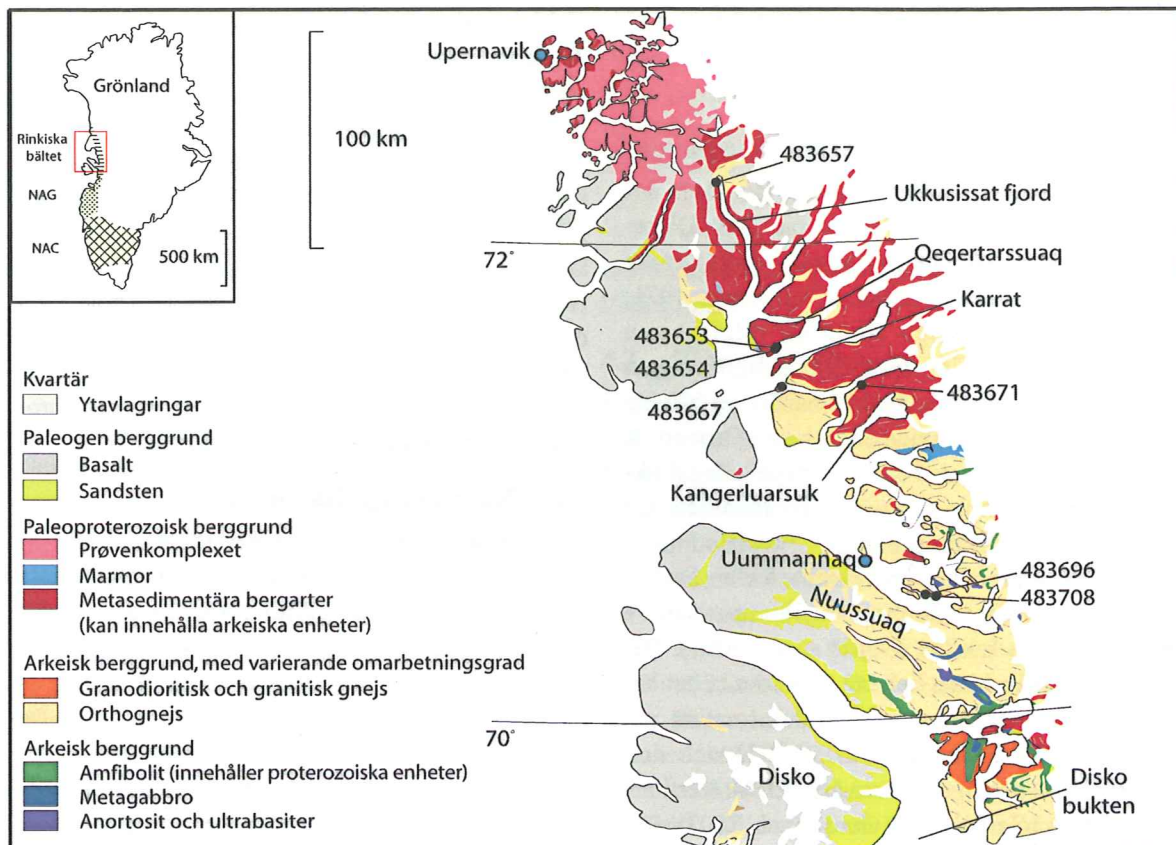 Grönland
Rinkiska
bältet
NAG
NAC
500 km
100 km
Upernavik
483657
Ukkusissat fjord
72°
Qeqertarssuaq
Karrat
483653
483654
483667
483671
Kangerluarsuk
Uummannaq
483696
483708
Nuussuaq
70°
Disko
Disko
bukten
Kvartär
Ytavlagringar
Paleogen berggrund
Basalt
Sandsten
Paleoproterozoisk berggrund
Prøvenkomplexet
Marmor
Metasedimentära bergarter
(kan innehålla arkeiska enheter)
Arkeisk berggrund, med varierande omarbetningsgrad
Granodioritisk och granitisk gnejs
Orthognejs
Arkeisk berggrund
Amfibolit (innehåller proterozoiska enheter)
Metagabbro
Anortosit och ultrabasiter